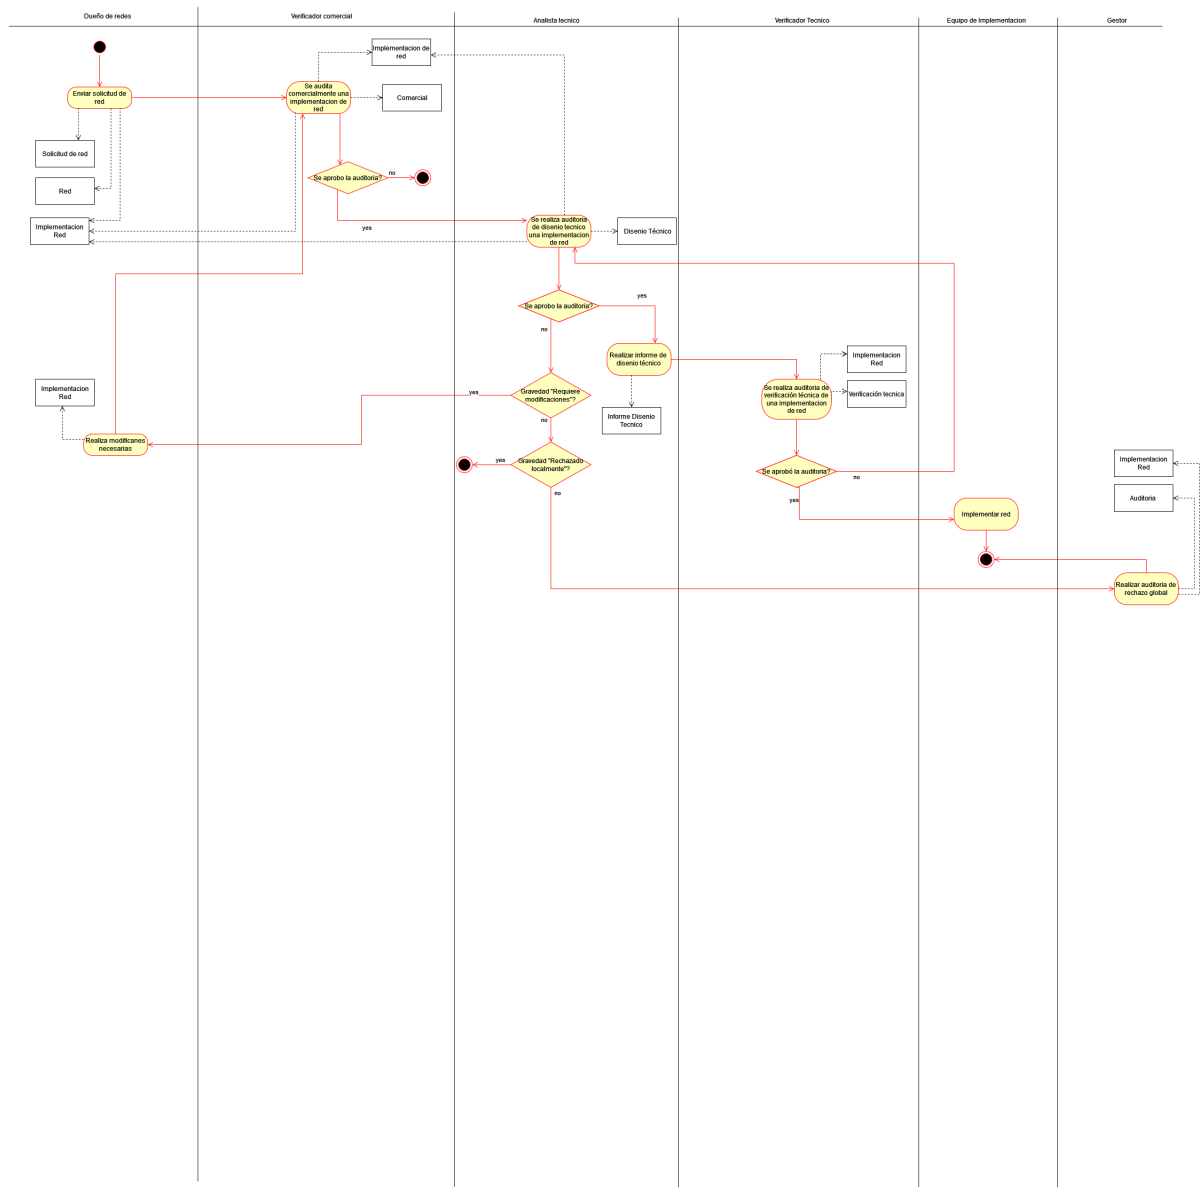 Dueño de redes
Verificador comercial
Analista tecnico
Verificador Tecnico
Equipo de Implementacion
Gestor
Implementacion de
red
Enviar solicitud de
red
Se audita
comercialmente una
implementacion de
red
Comercial
Solicitud de red
Se aprobo la auditoria?
no
Red
Implementacion
Red
yes
Se realiza auditoria
de disenio tecnico
una implementacion
de red
Disenio Técnico
Se aprobo la auditoria?
yes
no
Realizar informe de
disenio técnico
Implementacion
Red
Implementacion
Red
Gravedad "Requiere
modificaciones"?
yes
no
Se realiza auditoria de
verificación técnica de
una implementacion
de red
Verificación tecnica
Informe Disenio
Tecnico
Realiza modificanes
necesarias
Gravedad "Rechazado
localmente"?
yes
no
Se aprobó la auditoria?
no
yes
Implementacion
Red
Auditoria
Implementar red
Realizar auditoria de
rechazo global